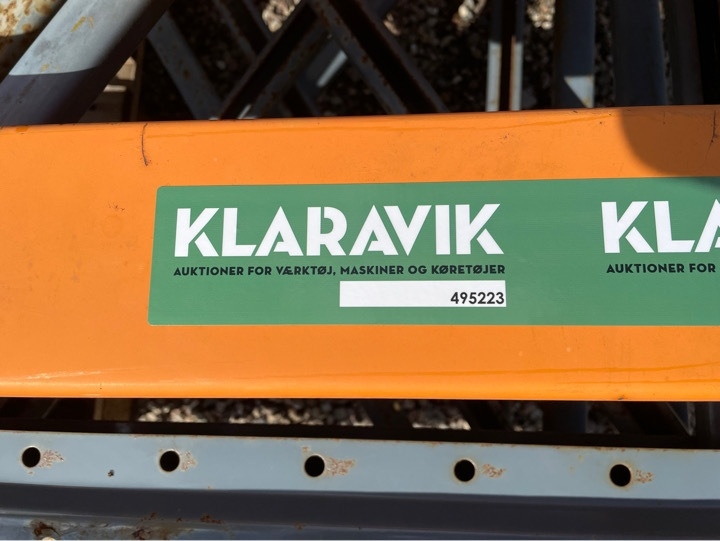 KLARAVIK
AUKTIONER FOR VÆRKTØJ, MASKINER OG KØRETØJER
495223
KLA
AUKTIONER FOR